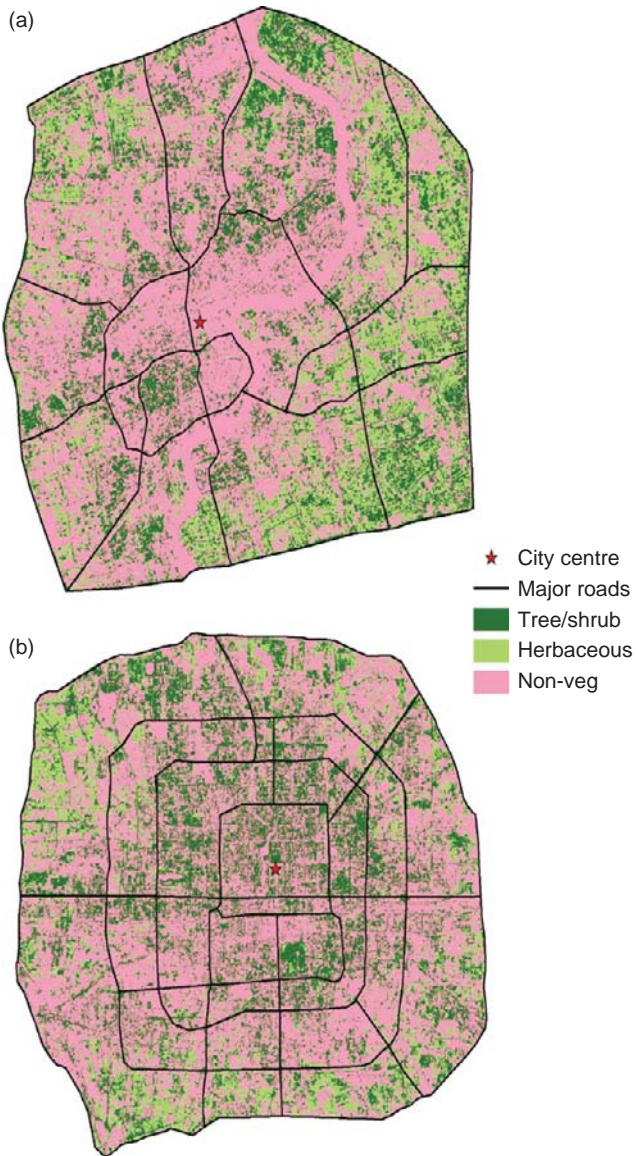 (a)
City centre
Major roads
Tree/shrub
(b)
Herbaceous
Non-veg